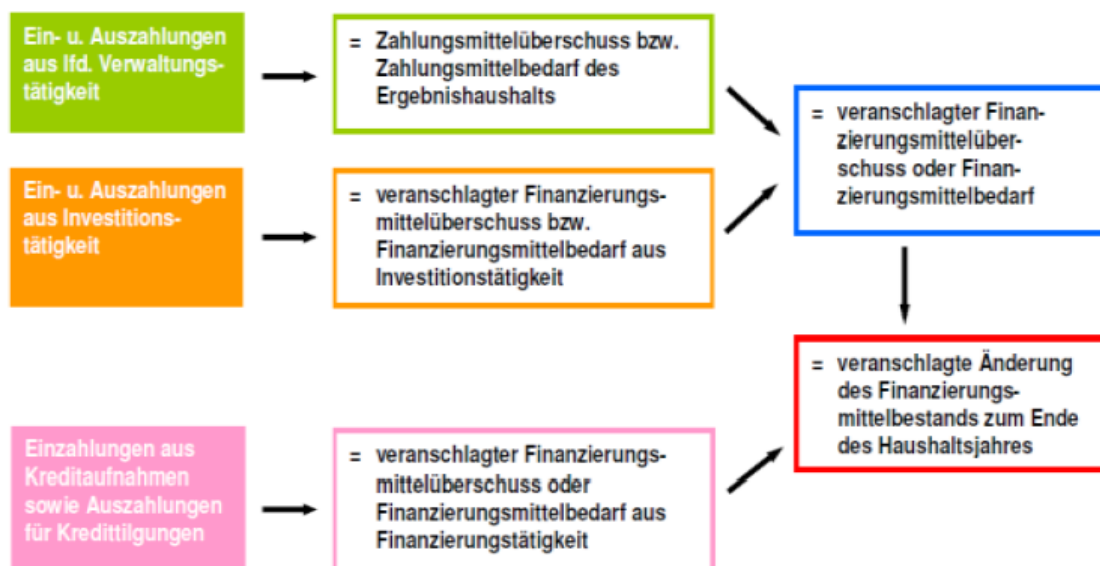 Ein- u. Auszahlungen
aus lfd. Verwaltungs-
tätigkeit
= Zahlungsmittelüberschuss bzw.
Zahlungsmittelbedarf des
Ergebnishaushalts
= veranschlagter Finan-
zierungsmittelüber-
schuss oder Finan-
zierungsmittelbedarf
Ein- u. Auszahlungen
aus Investitions-
tätigkeit
= veranschlagter Finanzierungs-
mittelüberschuss bzw.
Finanzierungsmittelbedarf aus
Investitionstätigkeit
= veranschlagte Änderung
des Finanzierungs-
mittelbestands zum Ende
des Haushaltsjahres
Einzahlungen aus
Kreditaufnahmen
sowie Auszahlungen
für Kredittilgungen
= veranschlagter Finanzierungs-
mittelüberschuss oder
Finanzierungsmittelbedarf aus
Finanzierungstätigkeit